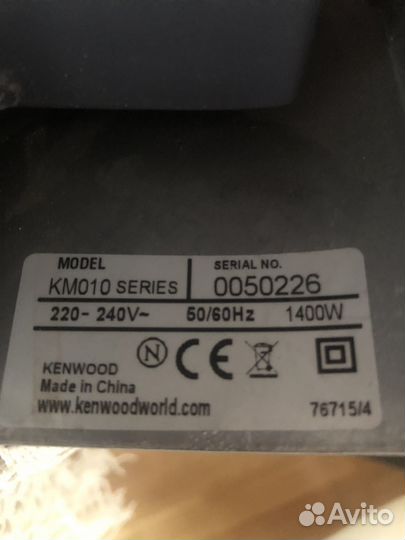 MODEL
SERIAL NO.
KM010 SERIES
0050226
220- 240V~ 50/60Hz 1400W
N CE
KENWOOD
Made in China
www.kenwoodworld.com
76715/4
Avito